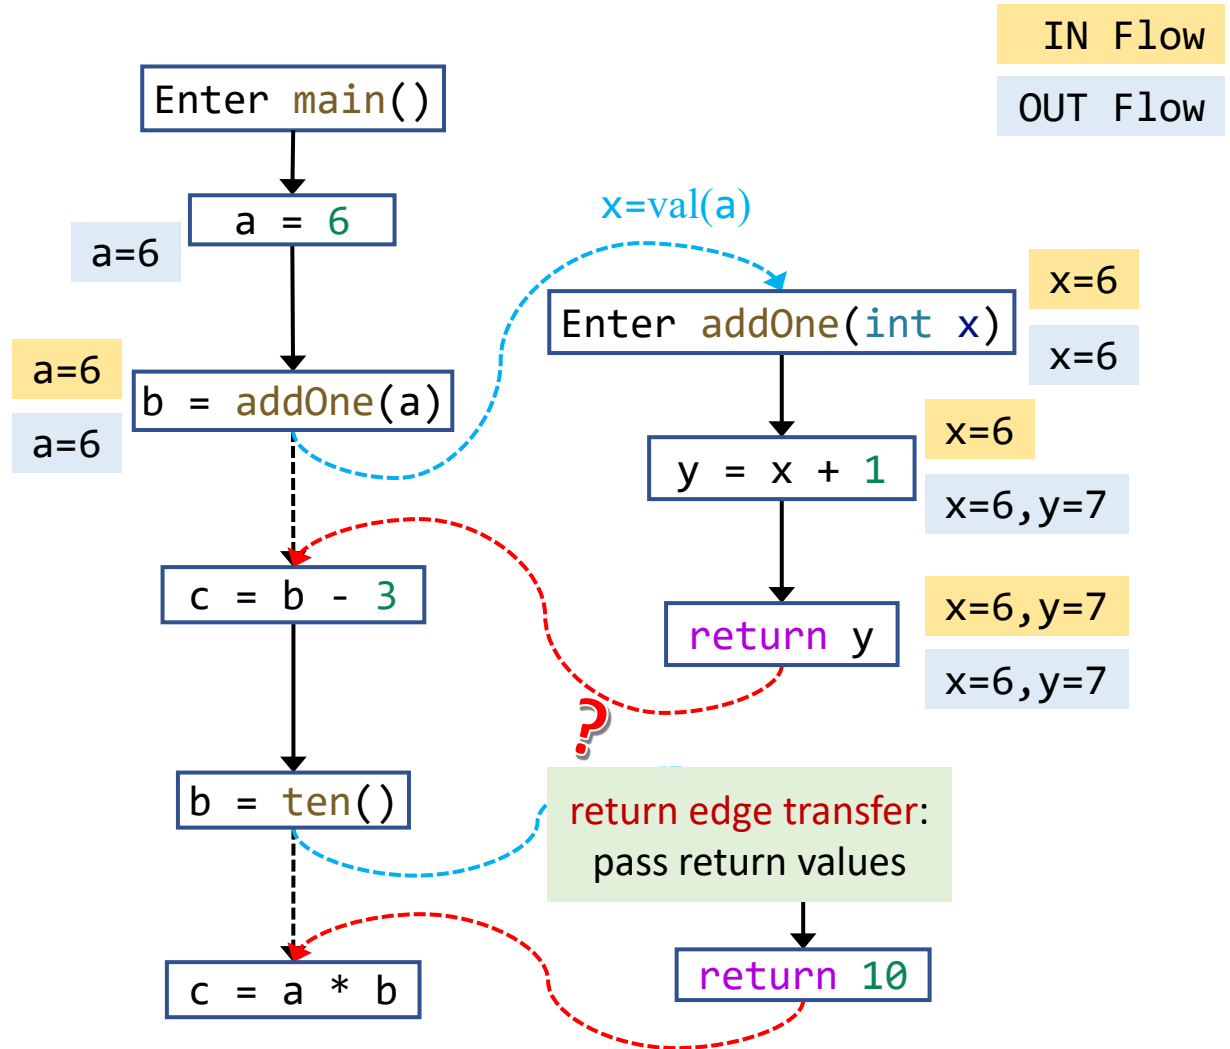 IN Flow
OUT Flow
Enter main()
a = 6
a=6
x=val(a)
x=6
Enter addOne(int x)
x=6
a=6
b = addOne(a)
a=6
x=6
y = x + 1
x=6,y=7
c = b - 3
x=6,y=7
return y
x=6,y=7
?
b = ten()
return edge transfer:
pass return values
return 10
c = a * b